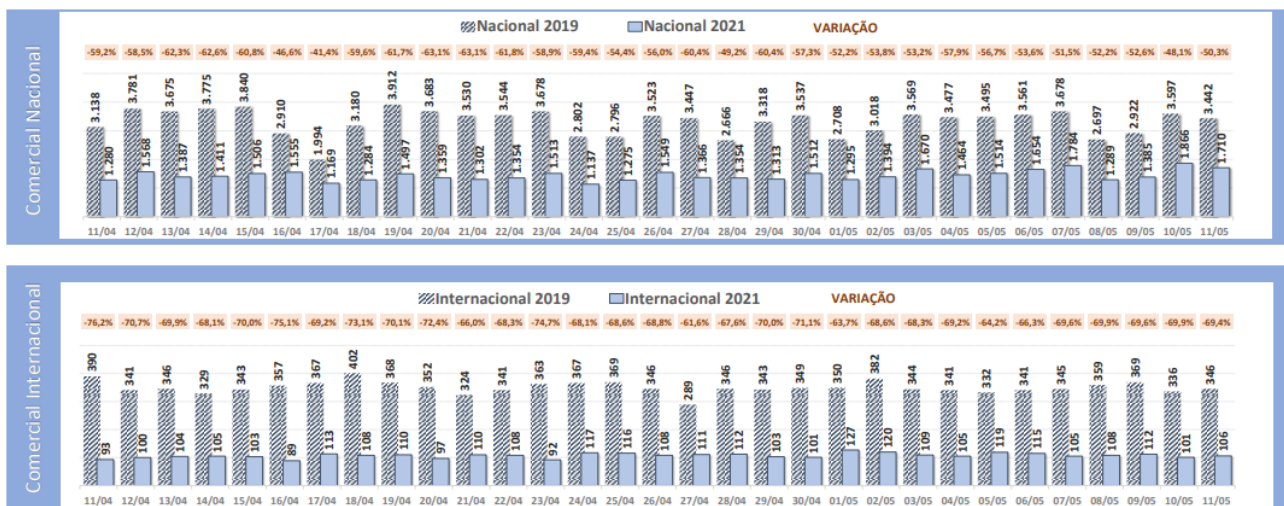 Comercial Nacional
Nacional 2019 Nacional 2021 VARIAÇÃO
-59,2% -58,5% -62,3% -62,6% -60,8% -46,6% -41,4% -59,6% -61,7% -63,1% -63,1% -61,8% -58,9% -59,4% -54,4% -56,0% -60,4% -49,2% -60,4% -57,3% -52,2% -53,8% -53,2% -57,9% -56,7% -53,6% -51,5% -52,2% -52,6% -48,1% -50,3%
3.138 3.781 3.675 3.775 3.840 2.910 1.994 3.180 3.912 3.683 3.530 3.544 3.678 2.802 2.796 3.523 3.447 2.666 3.318 3.537 2.708 3.018 3.569 3.477 3.495 3.561 3.678 2.697 2.922 3.597 3.442
1.280 1.568 1.387 1.411 1.506 1.555 1.169 1.284 1.497 1.359 1.302 1.354 1.513 1.137 1.275 1.549 1.366 1.354 1.313 1.512 1.295 1.394 1.670 1.464 1.514 1.654 1.784 1.289 1.385 1.866 1.710
11/04 12/04 13/04 14/04 15/04 16/04 17/04 18/04 19/04 20/04 21/04 22/04 23/04 24/04 25/04 26/04 27/04 28/04 29/04 30/04 01/05 02/05 03/05 04/05 05/05 06/05 07/05 08/05 09/05 10/05 11/05
Comercial Internacional
Internacional 2019 Internacional 2021 VARIAÇÃO
-76,2% -70,7% -69,9% -68,1% -70,0% -75,1% -69,2% -73,1% -70,1% -72,4% -66,0% -68,3% -74,7% -68,1% -68,6% -68,8% -61,6% -67,6% -70,0% -71,1% -63,7% -68,6% -68,3% -69,2% -64,2% -66,3% -69,6% -69,9% -69,6% -69,9% -69,4%
390 341 346 329 343 357 367 402 368 352 324 341 363 367 369 346 289 346 343 349 350 382 344 341 332 341 345 359 369 336 346
93 100 104 105 103 89 113 108 110 97 110 108 92 117 116 108 111 112 103 101 127 120 109 105 119 115 105 108 112 101 106
11/04 12/04 13/04 14/04 15/04 16/04 17/04 18/04 19/04 20/04 21/04 22/04 23/04 24/04 25/04 26/04 27/04 28/04 29/04 30/04 01/05 02/05 03/05 04/05 05/05 06/05 07/05 08/05 09/05 10/05 11/05